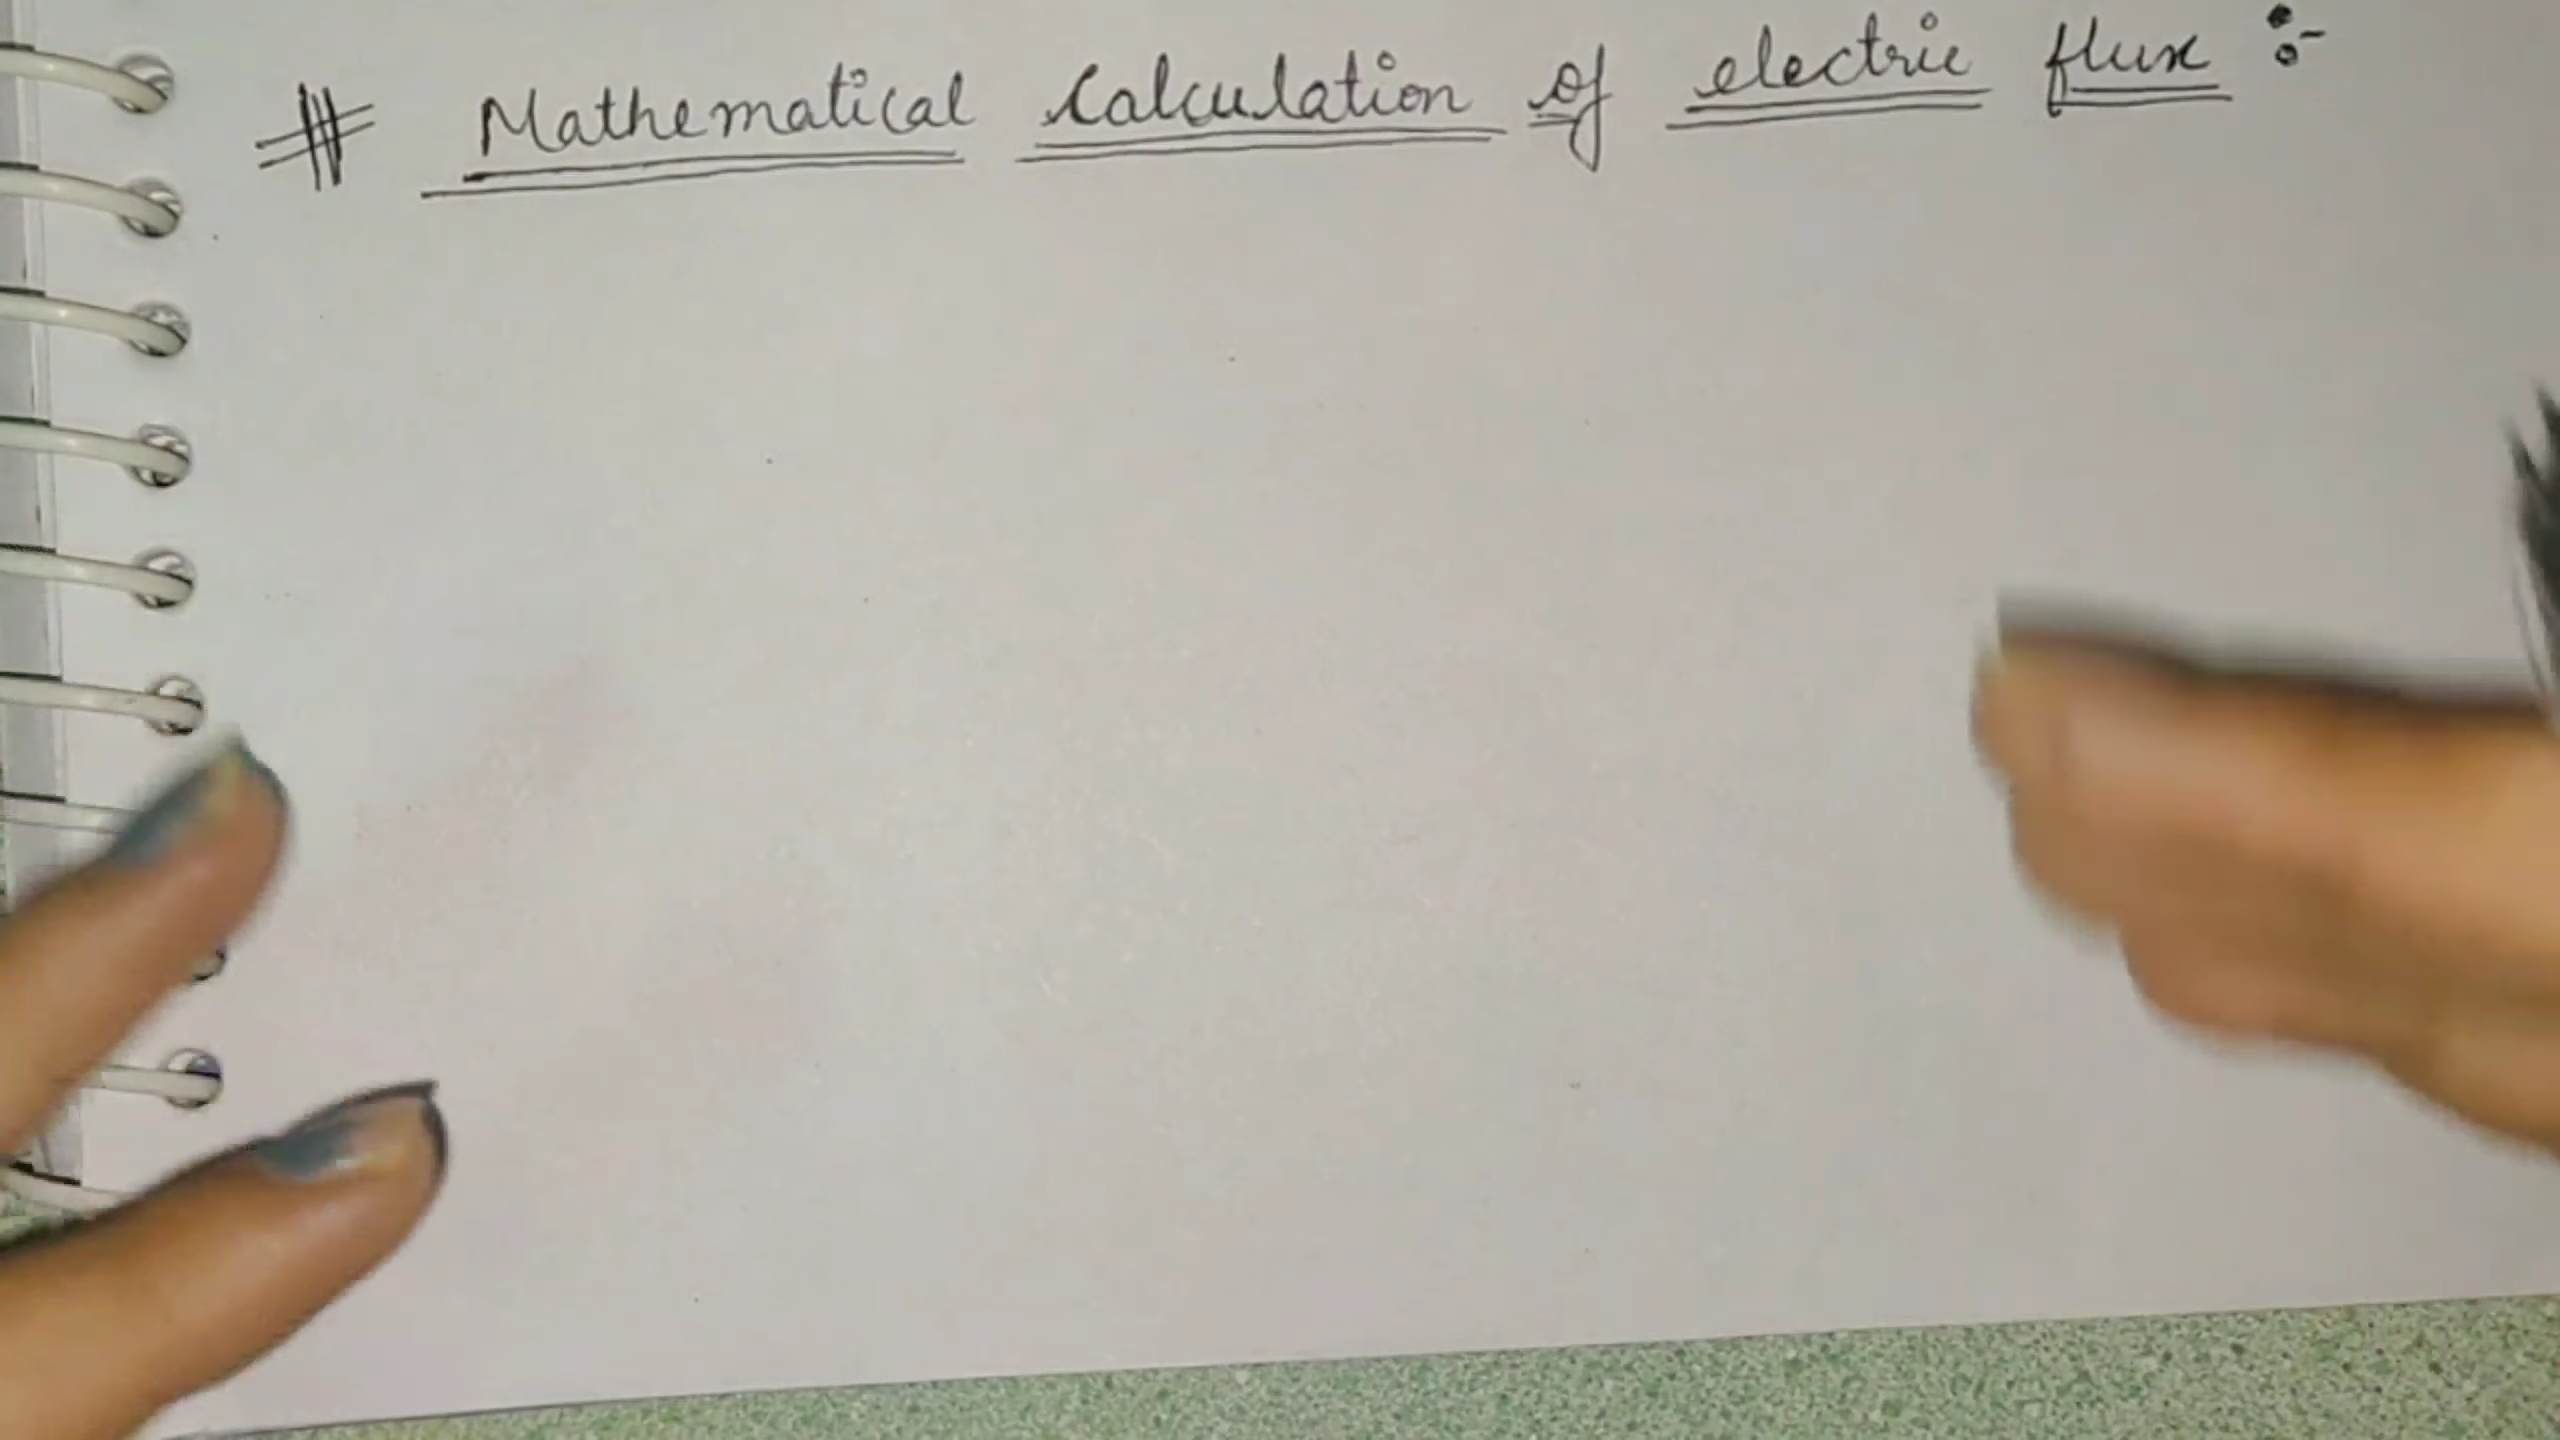 # Mathematical Calculation of electric flux :-